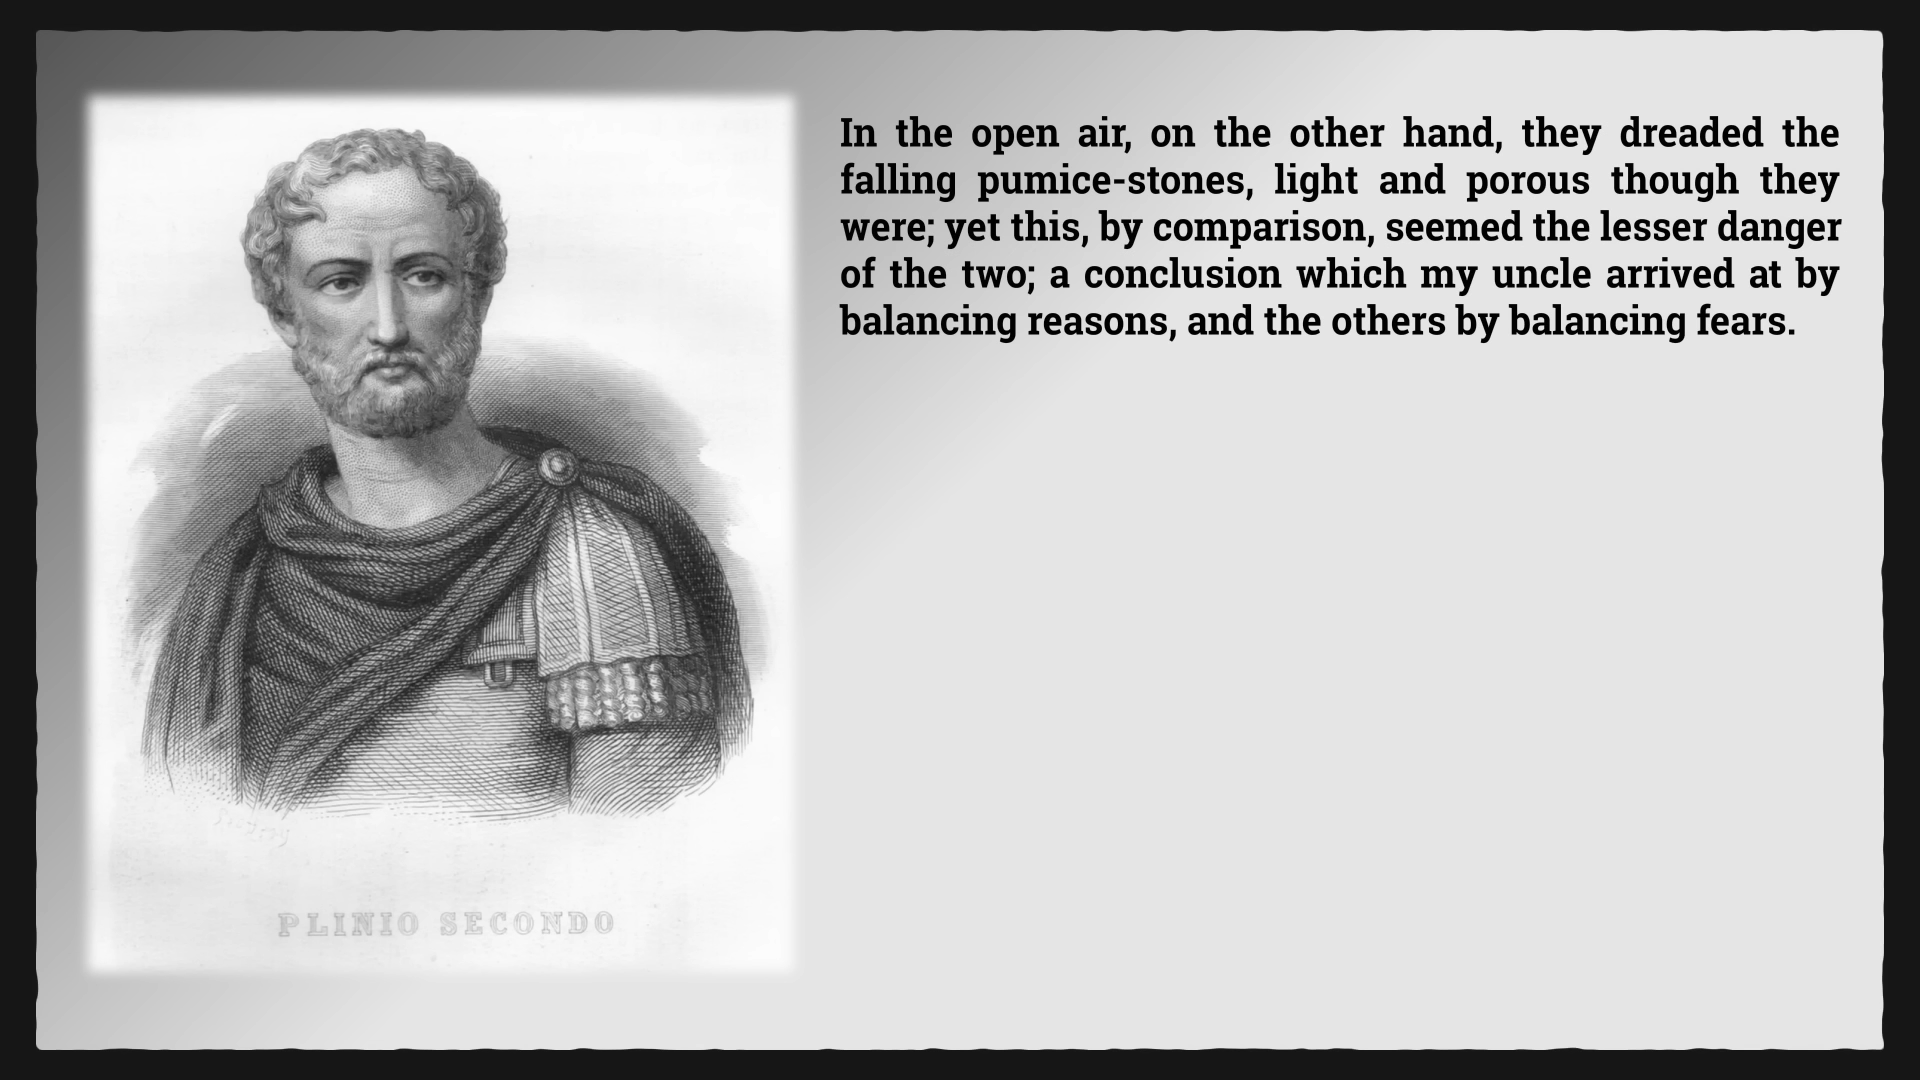 In the open air, on the other hand, they dreaded the
falling pumice-stones, light and porous though they
were; yet this, by comparison, seemed the lesser danger
of the two; a conclusion which my uncle arrived at by
balancing reasons, and the others by balancing fears.
PLINIO SECONDO